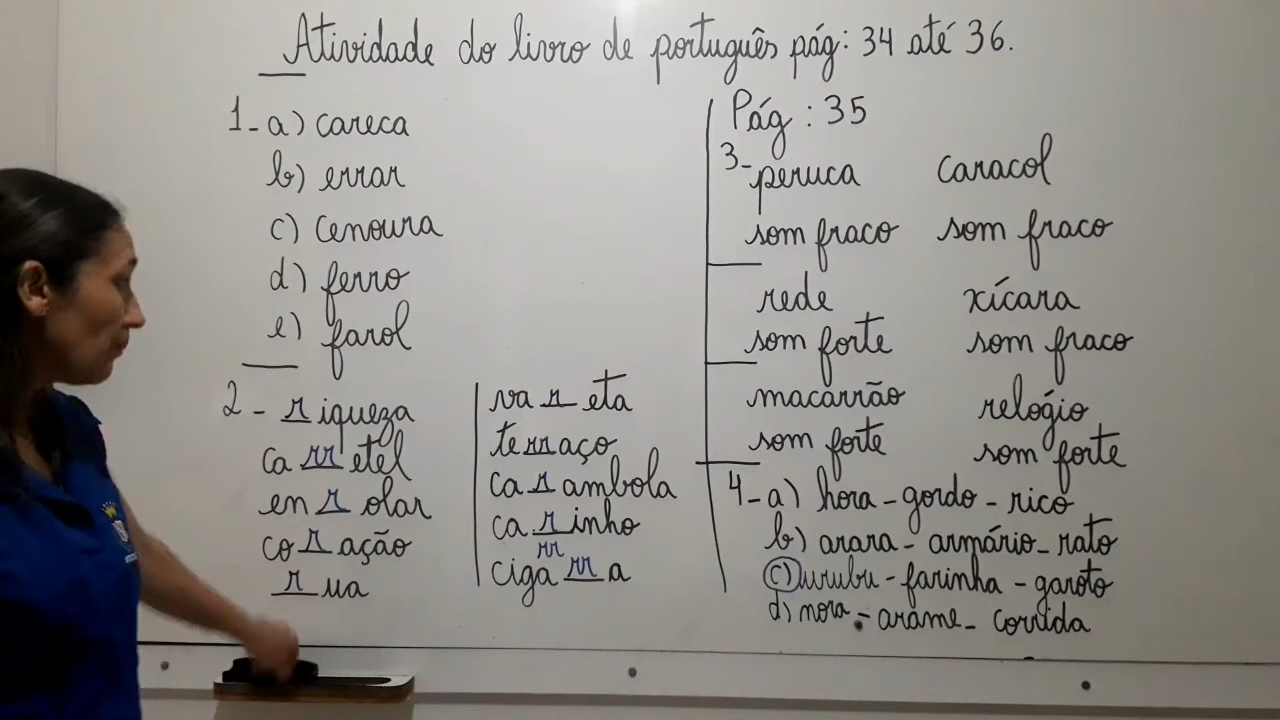 Atividade do livro de português pág: 34 até 36.
1- a) careca
b) errar
c) cenoura
d) ferro
e) farol
2- r iqueza
ca rr etel
en r olar
co r ação
r ua
va r eta
terraço
ca r ambola
ca r inho
rr
ciga rr a
Pág: 35
3- peruca caracol
som fraco som fraco
rede xícara
som forte som fraco
macarrão relógio
som forte som forte
4- a) hora - gordo - rico
b) arara - armário - rato
c) urubu - farinha - garoto
d) nora - arame - corrida